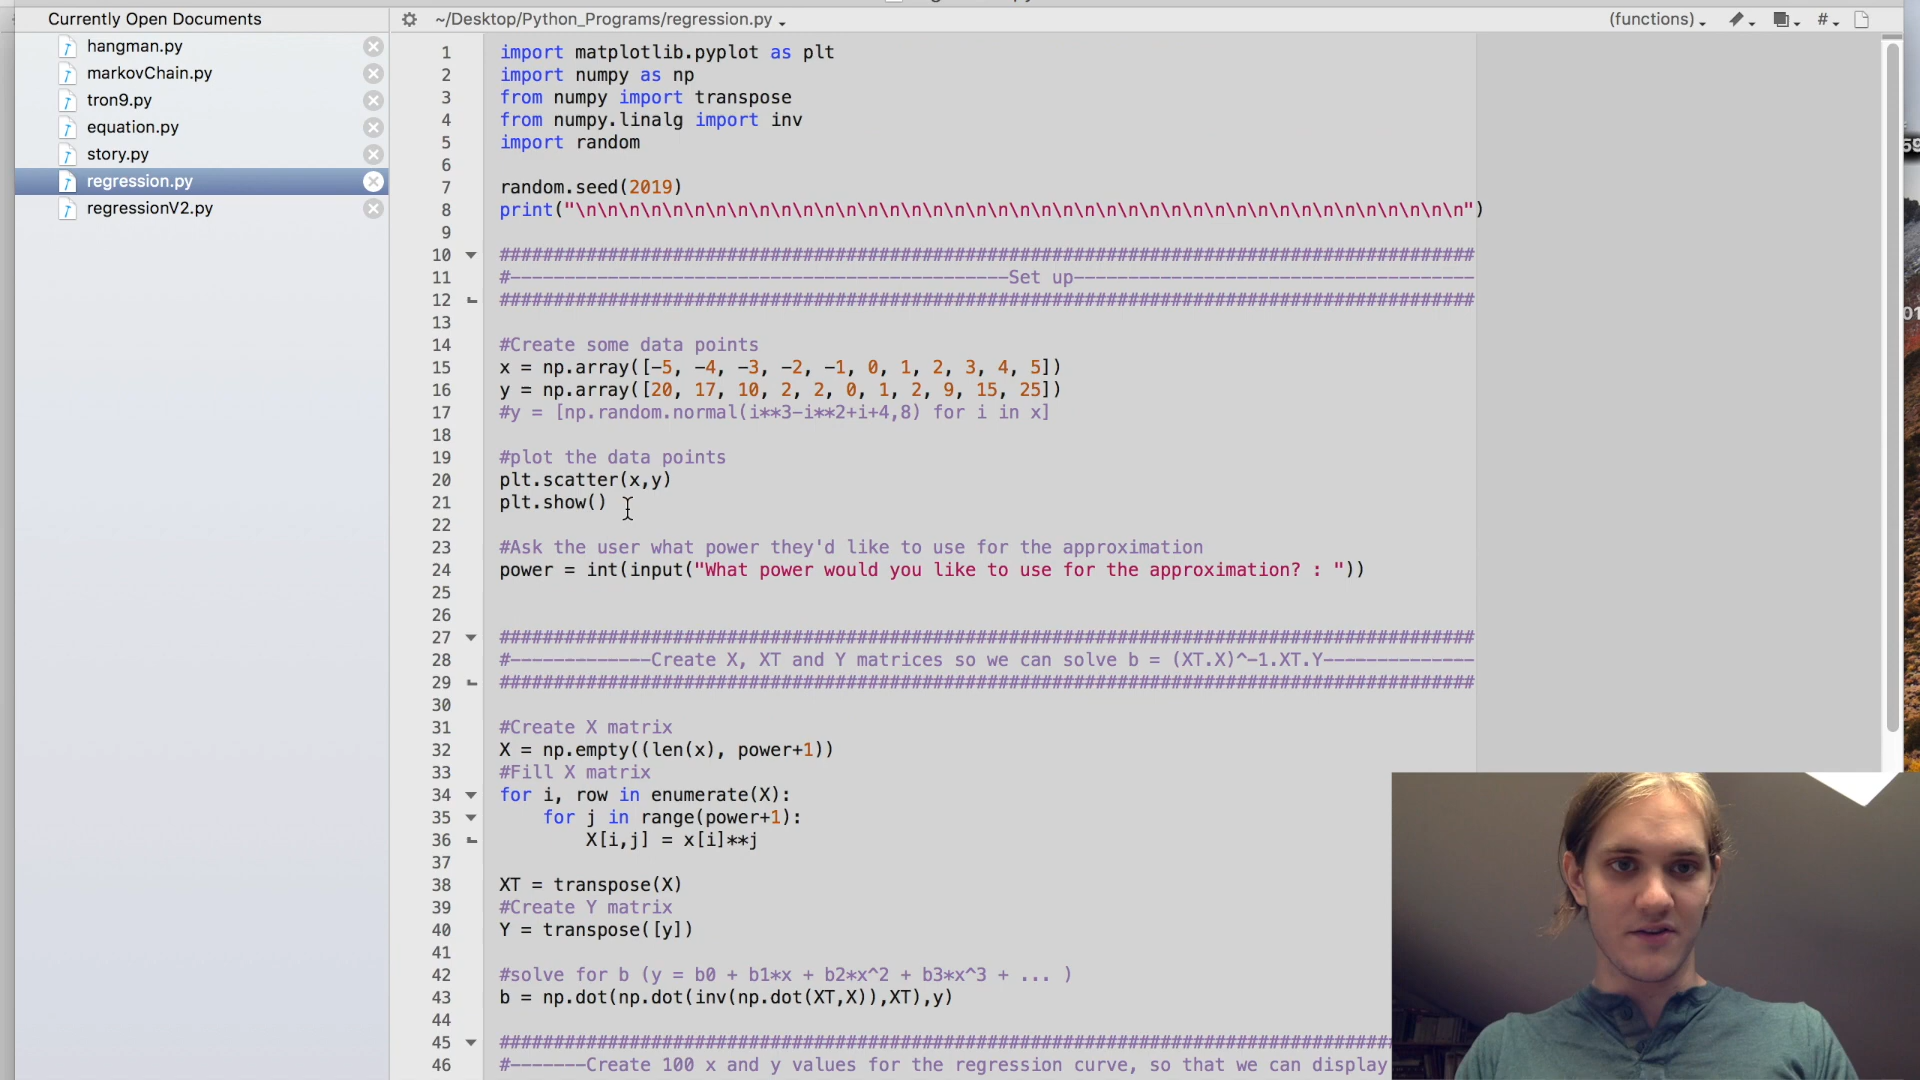 Currently Open Documents
~/Desktop/Python_Programs/regression.py
(functions)
#
hangman.py
markovChain.py
tron9.py
equation.py
story.py
regression.py
regressionV2.py
1 import matplotlib.pyplot as plt
2 import numpy as np
3 from numpy import transpose
4 from numpy.linalg import inv
5 import random
6
7 random.seed(2019)
8 print("\n\n\n\n\n\n\n\n\n\n\n\n\n\n\n\n\n\n\n\n\n\n\n\n\n\n\n\n\n\n\n\n\n\n\n\n\n\n\n\n\n")
9
10 ##########################################################################################
11 #----------------------------------------------Set up-------------------------------------
12 ##########################################################################################
13
14 #Create some data points
15 x = np.array([-5, -4, -3, -2, -1, 0, 1, 2, 3, 4, 5])
16 y = np.array([20, 17, 10, 2, 2, 0, 1, 2, 9, 15, 25])
17 #y = [np.random.normal(i**3-i**2+i+4,8) for i in x]
18
19 #plot the data points
20 plt.scatter(x,y)
21 plt.show()
22
23 #Ask the user what power they'd like to use for the approximation
24 power = int(input("What power would you like to use for the approximation? : "))
25
26
27 ##########################################################################################
28 #-------------Create X, XT and Y matrices so we can solve b = (XT.X)^-1.XT.Y--------------
29 ##########################################################################################
30
31 #Create X matrix
32 X = np.empty((len(x), power+1))
33 #Fill X matrix
34 for i, row in enumerate(X):
35 for j in range(power+1):
36 X[i,j] = x[i]**j
37
38 XT = transpose(X)
39 #Create Y matrix
40 Y = transpose([y])
41
42 #solve for b (y = b0 + b1*x + b2*x^2 + b3*x^3 + ... )
43 b = np.dot(np.dot(inv(np.dot(XT,X)),XT),y)
44
45 ##################################################################################
46 #-------Create 100 x and y values for the regression curve, so that we can display